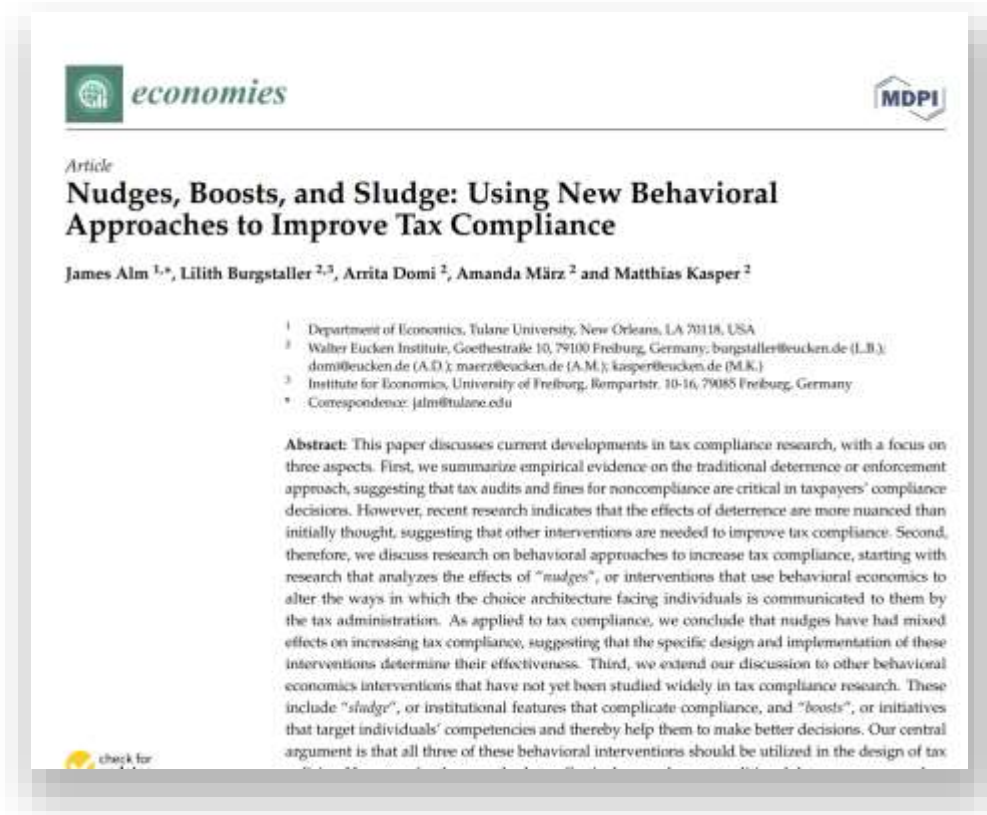 economies
MDPI
Article
Nudges, Boosts, and Sludge: Using New Behavioral
Approaches to Improve Tax Compliance
James Alm 1,*, Lilith Burgstaller 2,3, Arrita Domi 2, Amanda März 2 and Matthias Kasper 2
1 Department of Economics, Tulane University, New Orleans, LA 70118, USA
2 Walter Eucken Institute, Goethestraße 10, 79100 Freiburg, Germany; burgstaller@eucken.de (L.B.);
domi@eucken.de (A.D.); maerz@eucken.de (A.M.); kasper@eucken.de (M.K.)
3 Institute for Economics, University of Freiburg, Rempartstr. 10-16, 79085 Freiburg, Germany
* Correspondence: jalm@tulane.edu
Abstract: This paper discusses current developments in tax compliance research, with a focus on
three aspects. First, we summarize empirical evidence on the traditional deterrence or enforcement
approach, suggesting that tax audits and fines for noncompliance are critical in taxpayers' compliance
decisions. However, recent research indicates that the effects of deterrence are more nuanced than
initially thought, suggesting that other interventions are needed to improve tax compliance. Second,
therefore, we discuss research on behavioral approaches to increase tax compliance, starting with
research that analyzes the effects of "nudges", or interventions that use behavioral economics to
alter the ways in which the choice architecture facing individuals is communicated to them by
the tax administration. As applied to tax compliance, we conclude that nudges have had mixed
effects on increasing tax compliance, suggesting that the specific design and implementation of these
interventions determine their effectiveness. Third, we extend our discussion to other behavioral
economics interventions that have not yet been studied widely in tax compliance research. These
include "sludge", or institutional features that complicate compliance, and "boosts", or initiatives
that target individuals' competencies and thereby help them to make better decisions. Our central
argument is that all three of these behavioral interventions should be utilized in the design of tax
check for